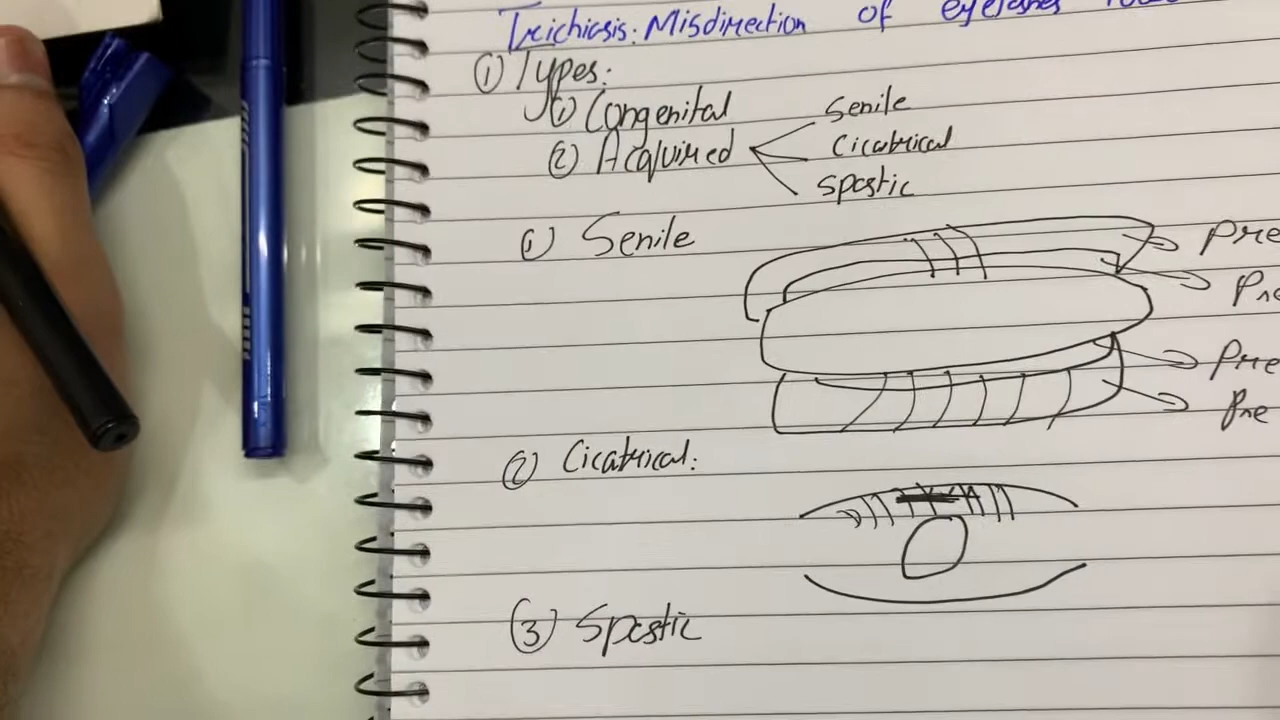 Trichiasis: Misdirection of eyelashes
① Types:
① Congenital
② Acquired
Senile
Cicatrical
Spastic
① Senile
Pre
Pre
Pre
② Cicatrical:
③ Spastic